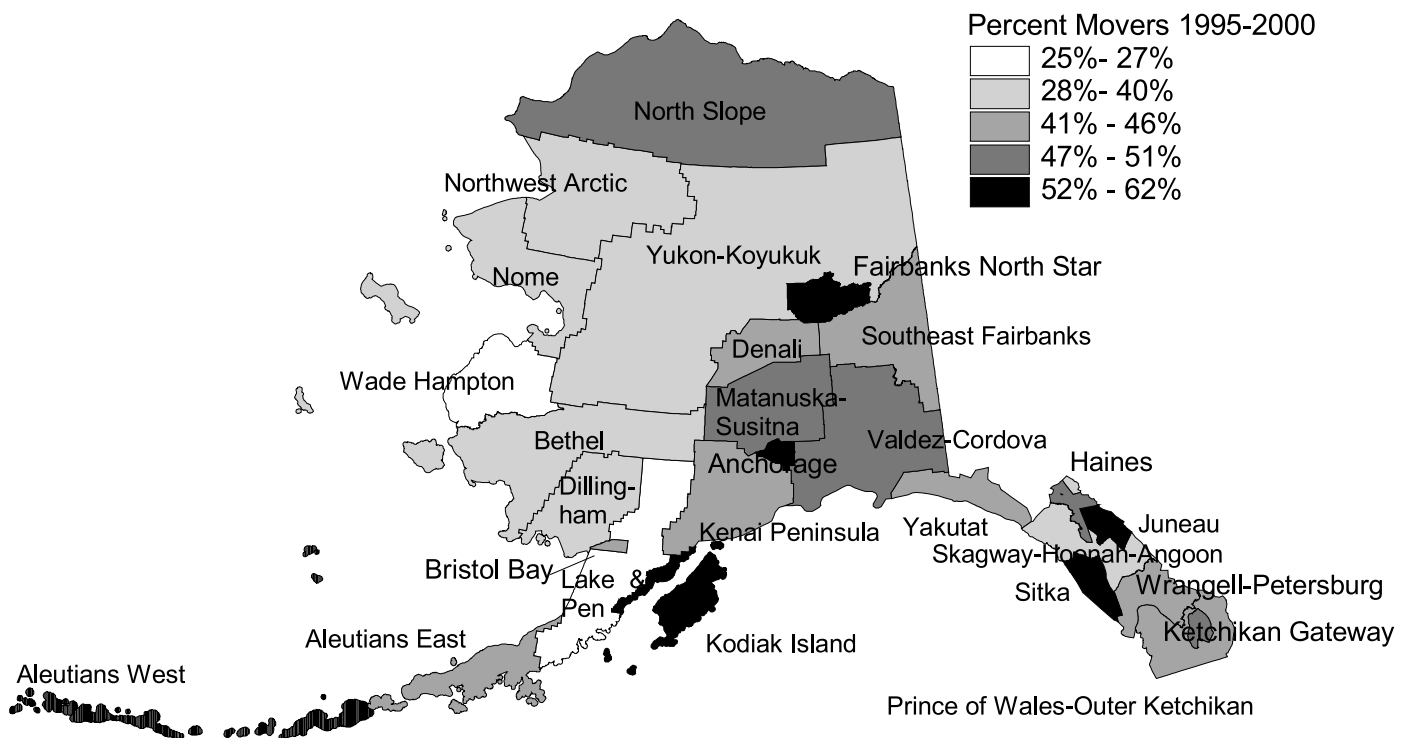 Percent Movers 1995-2000
25%- 27%
28%- 40%
41% - 46%
47% - 51%
52% - 62%
North Slope
Northwest Arctic
Yukon-Koyukuk
Fairbanks North Star
Nome
Southeast Fairbanks
Denali
Wade Hampton
Matanuska-
Susitna
Bethel
Valdez-Cordova
Anchorage
Haines
Dilling-
ham
Kenai Peninsula
Yakutat
Juneau
Skagway-Hoonah-Angoon
Bristol Bay
Lake &
Pen
Sitka
Wrangell-Petersburg
Aleutians East
Kodiak Island
Ketchikan Gateway
Aleutians West
Prince of Wales-Outer Ketchikan